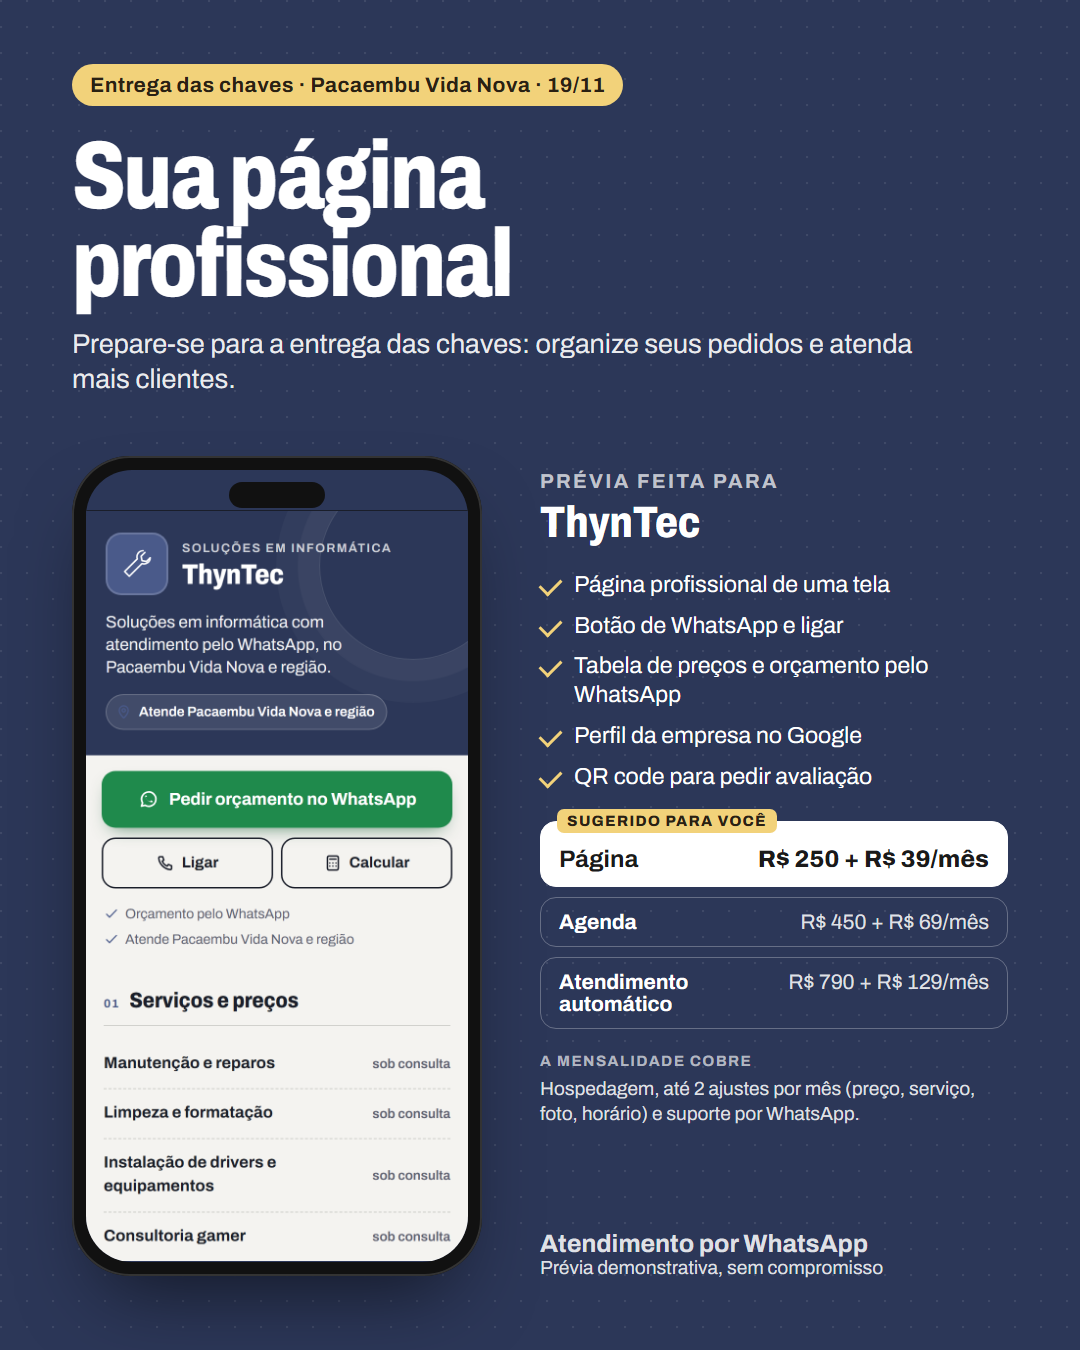 Entrega das chaves · Pacaembu Vida Nova · 19/11
Sua página
profissional
Prepare-se para a entrega das chaves: organize seus pedidos e atenda
mais clientes.
SOLUÇÕES EM INFORMÁTICA
ThynTec
Soluções em informática com
atendimento pelo WhatsApp, no
Pacaembu Vida Nova e região.
Atende Pacaembu Vida Nova e região
Pedir orçamento no WhatsApp
Ligar
Calcular
Orçamento pelo WhatsApp
Atende Pacaembu Vida Nova e região
01 Serviços e preços
Manutenção e reparos sob consulta
Limpeza e formatação sob consulta
Instalação de drivers e
equipamentos sob consulta
Consultoria gamer sob consulta
PRÉVIA FEITA PARA
ThynTec
Página profissional de uma tela
Botão de WhatsApp e ligar
Tabela de preços e orçamento pelo
WhatsApp
Perfil da empresa no Google
QR code para pedir avaliação
SUGERIDO PARA VOCÊ
Página R$ 250 + R$ 39/mês
Agenda R$ 450 + R$ 69/mês
Atendimento R$ 790 + R$ 129/mês
automático
A MENSALIDADE COBRE
Hospedagem, até 2 ajustes por mês (preço, serviço,
foto, horário) e suporte por WhatsApp.
Atendimento por WhatsApp
Prévia demonstrativa, sem compromisso